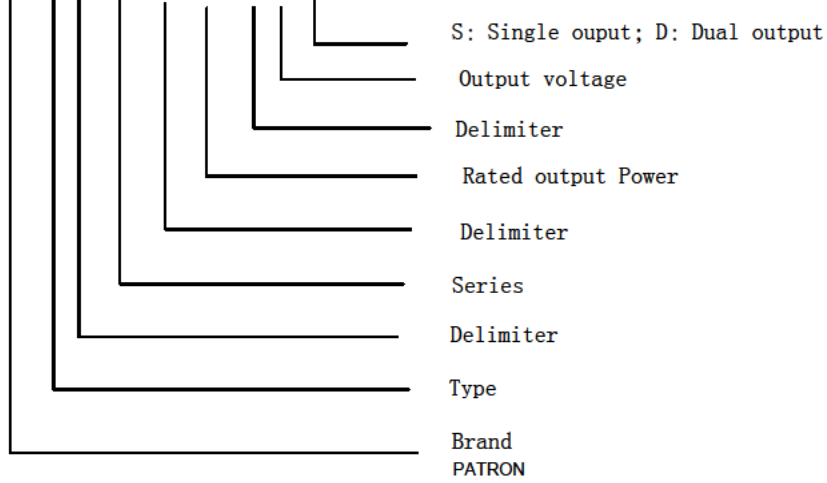 S: Single ouput; D: Dual output
Output voltage
Delimiter
Rated output Power
Delimiter
Series
Delimiter
Type
Brand
PATRON